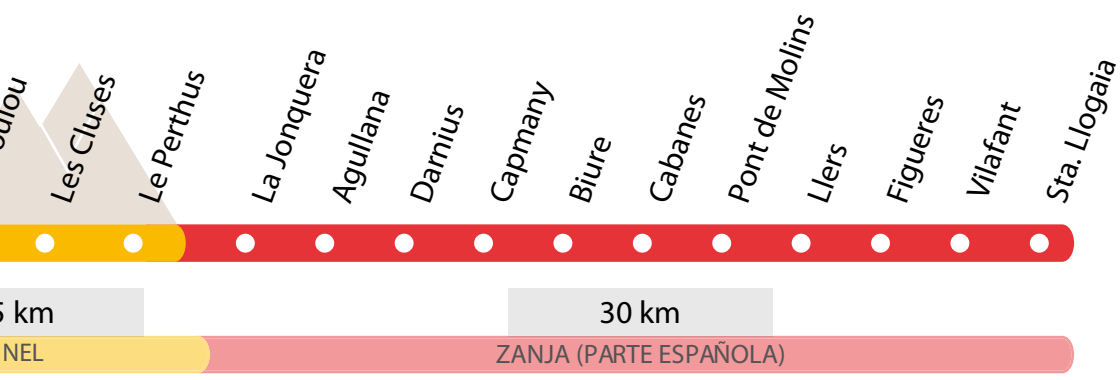 Les Cluses
Le Perthus
La Jonquera
Agullana
Darnius
Capmany
Biure
Cabanes
Pont de Molins
Llers
Figueres
Vilafant
Sta. Llogaia
km
30 km
ZANJA (PARTE ESPAÑOLA)